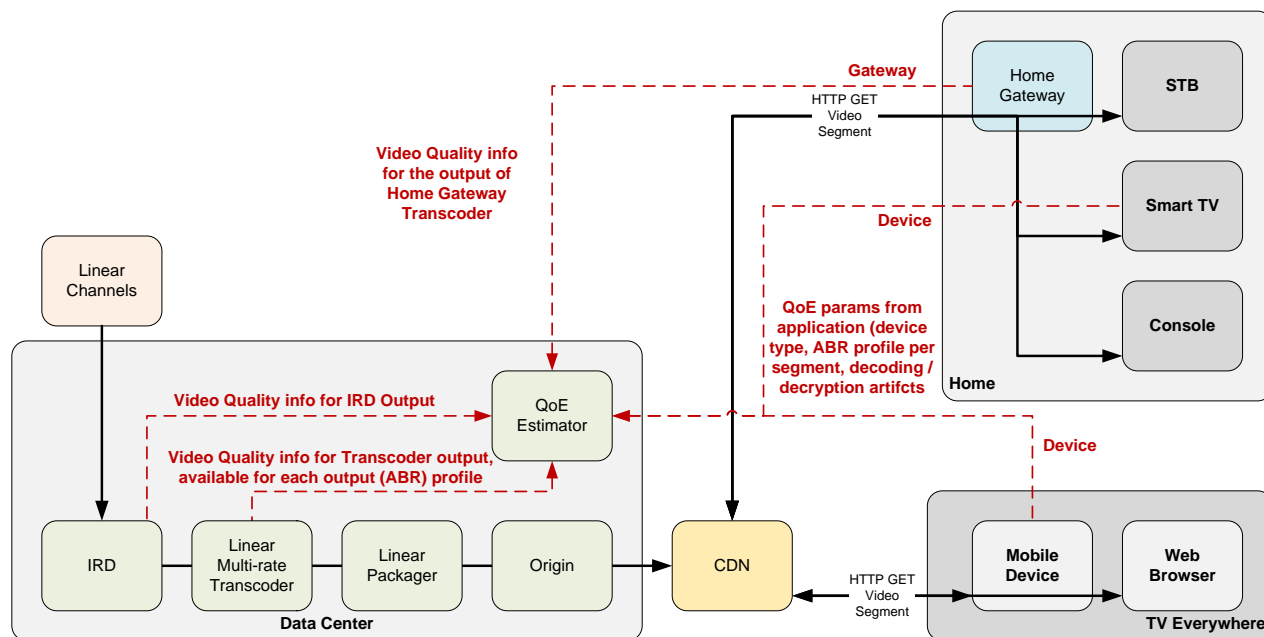 Gateway
Home
Gateway
STB
HTTP GET
Video
Segment
Video Quality info
for the output of
Home Gateway
Transcoder
Device
Smart TV
Linear
Channels
QoE params from
application (device
type, ABR profile per
segment, decoding /
decryption artifcts
Console
Home
Video Quality info for IRD Output
QoE
Estimator
Device
Video Quality info for Transcoder output,
available for each output (ABR) profile
IRD
Linear
Multi-rate
Transcoder
Linear
Packager
Origin
CDN
HTTP GET
Video
Segment
Mobile
Device
Web
Browser
Data Center
TV Everywhere